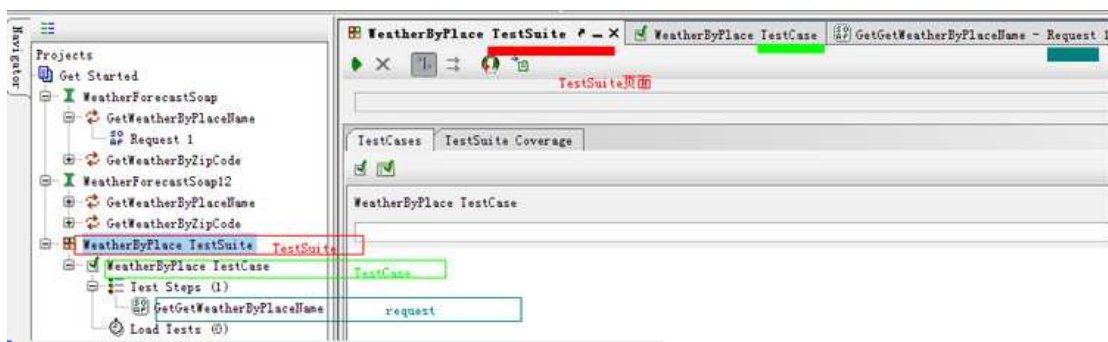 Navigator
Projects
Get Started
WeatherForecastSoap
GetWeatherByPlaceName
Request 1
GetWeatherByZipCode
WeatherForecastSoap12
GetWeatherByPlaceName
GetWeatherByZipCode
WeatherByPlace TestSuite TestSuite
WeatherByPlace TestCase TestCase
Test Steps (1)
GetGetWeatherByPlaceName request
Load Tests (0)
WeatherByPlace TestSuite WeatherByPlace TestCase GetGetWeatherByPlaceName - Request 1
TestSuite页面
TestCases TestSuite Coverage
WeatherByPlace TestCase